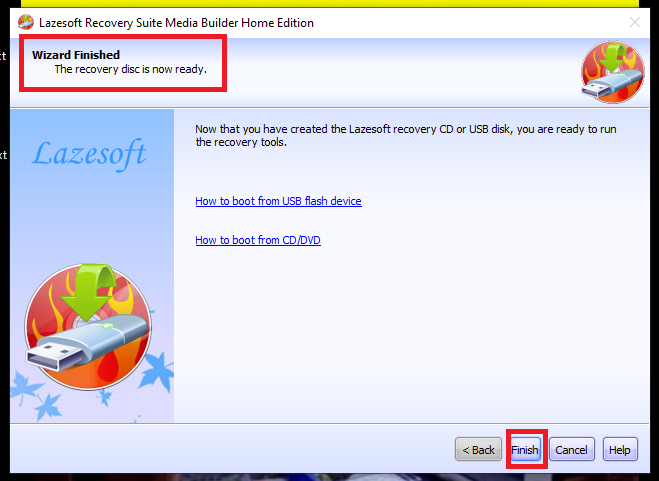 Lazesoft Recovery Suite Media Builder Home Edition
Wizard Finished
The recovery disc is now ready.
Lazesoft
Now that you have created the Lazesoft recovery CD or USB disk, you are ready to run
the recovery tools.
How to boot from USB flash device
How to boot from CD/DVD
< Back
Finish
Cancel
Help